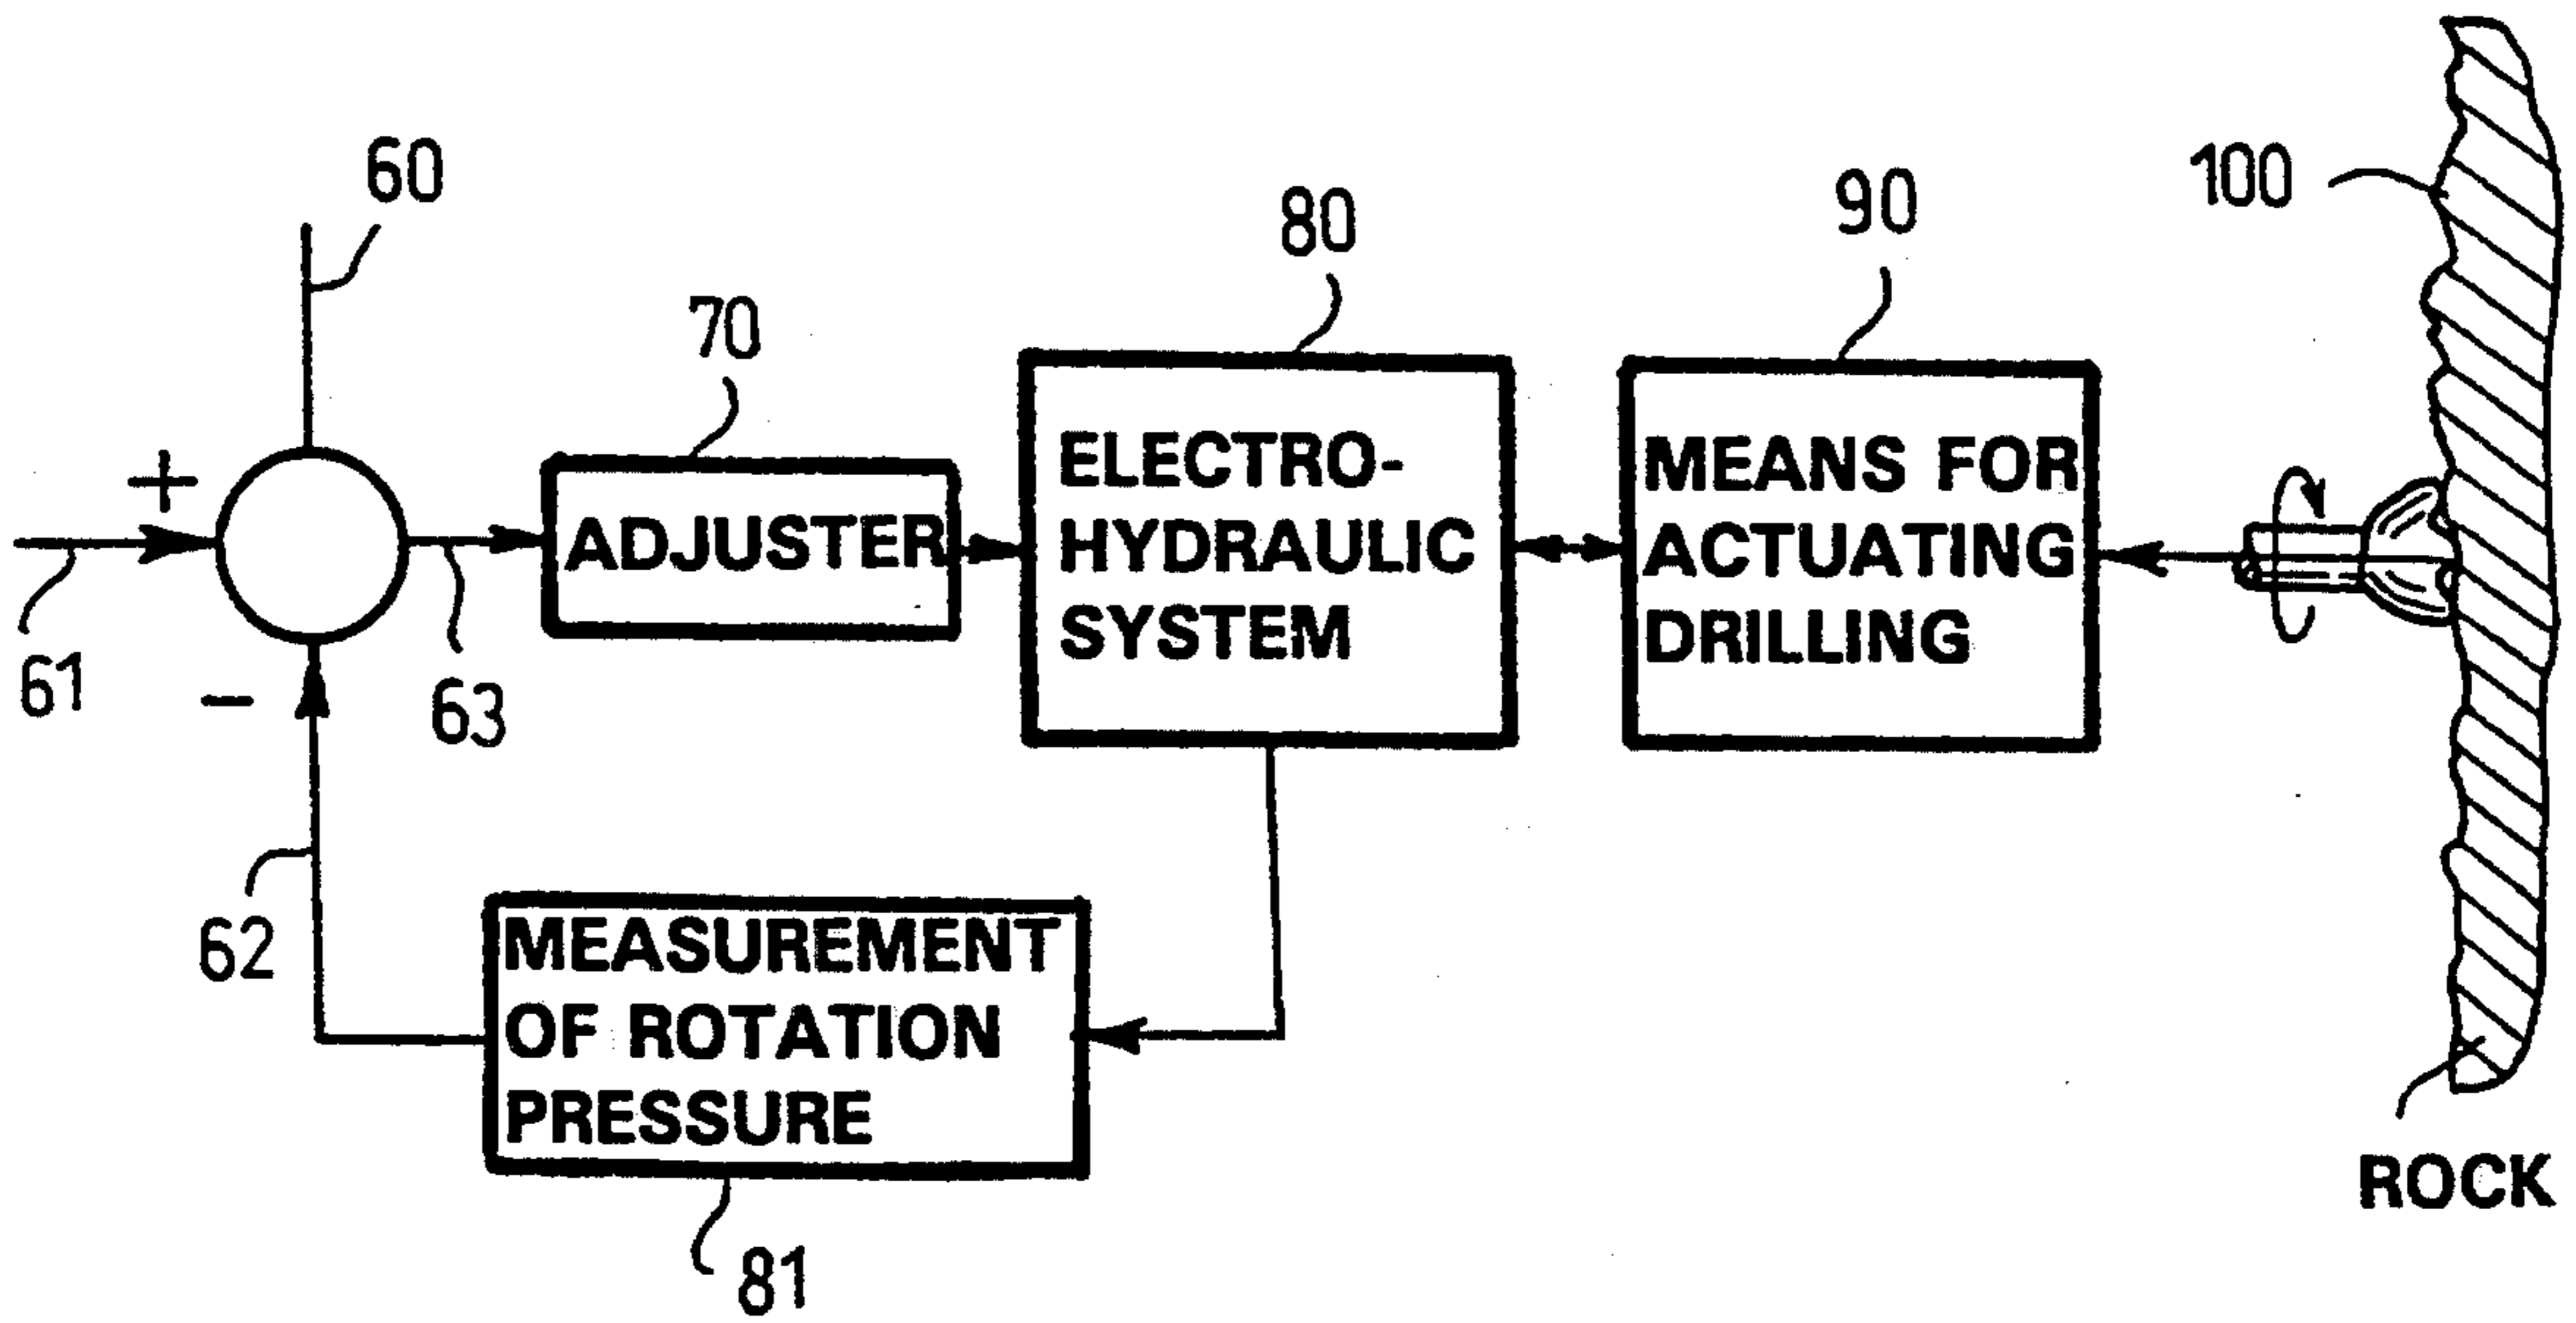 60
100
90
80
70
+
ELECTRO-
HYDRAULIC
SYSTEM
MEANS FOR
ACTUATING
DRILLING
ADJUSTER
61
63
−
62
MEASUREMENT
OF ROTATION
PRESSURE
81
ROCK